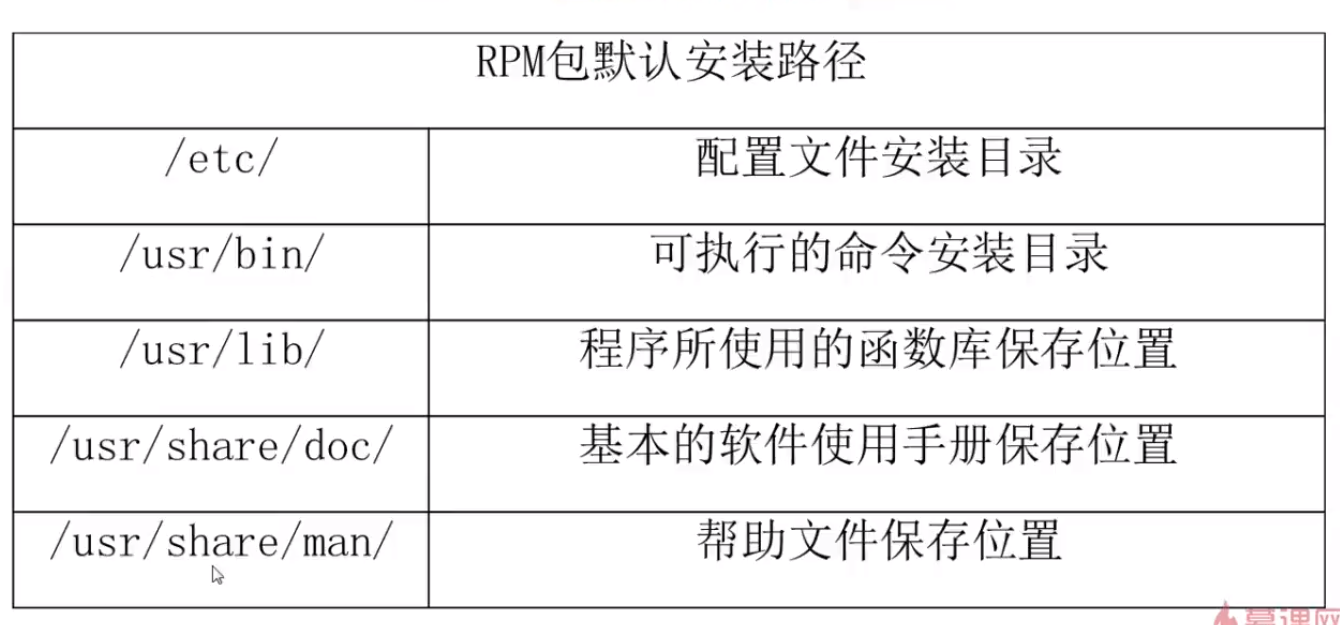 RPM包默认安装路径
/etc/ 配置文件安装目录
/usr/bin/ 可执行的命令安装目录
/usr/lib/ 程序所使用的函数库保存位置
/usr/share/doc/ 基本的软件使用手册保存位置
/usr/share/man/ 帮助文件保存位置
慕课网